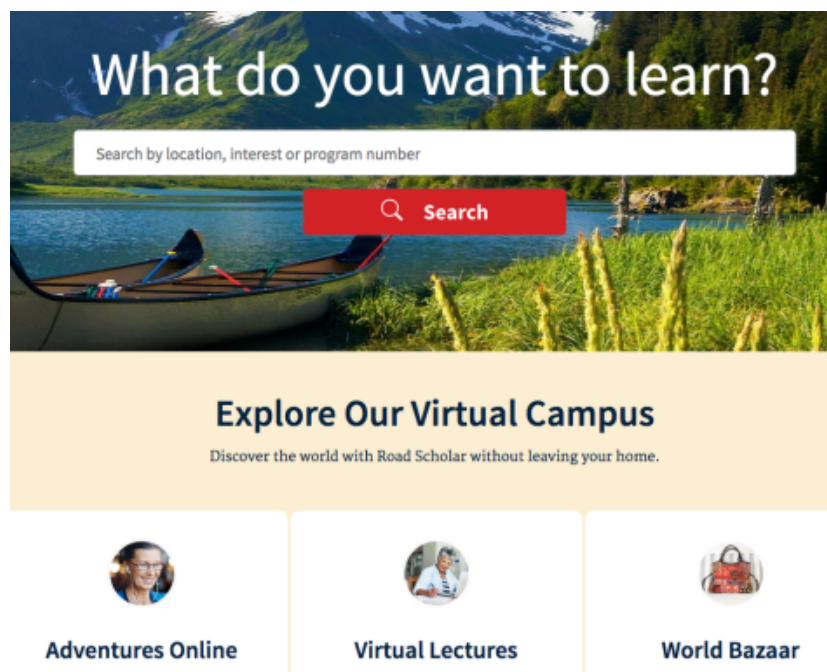 What do you want to learn?
Search by location, interest or program number
Search
Explore Our Virtual Campus
Discover the world with Road Scholar without leaving your home.
Adventures Online
Virtual Lectures
World Bazaar